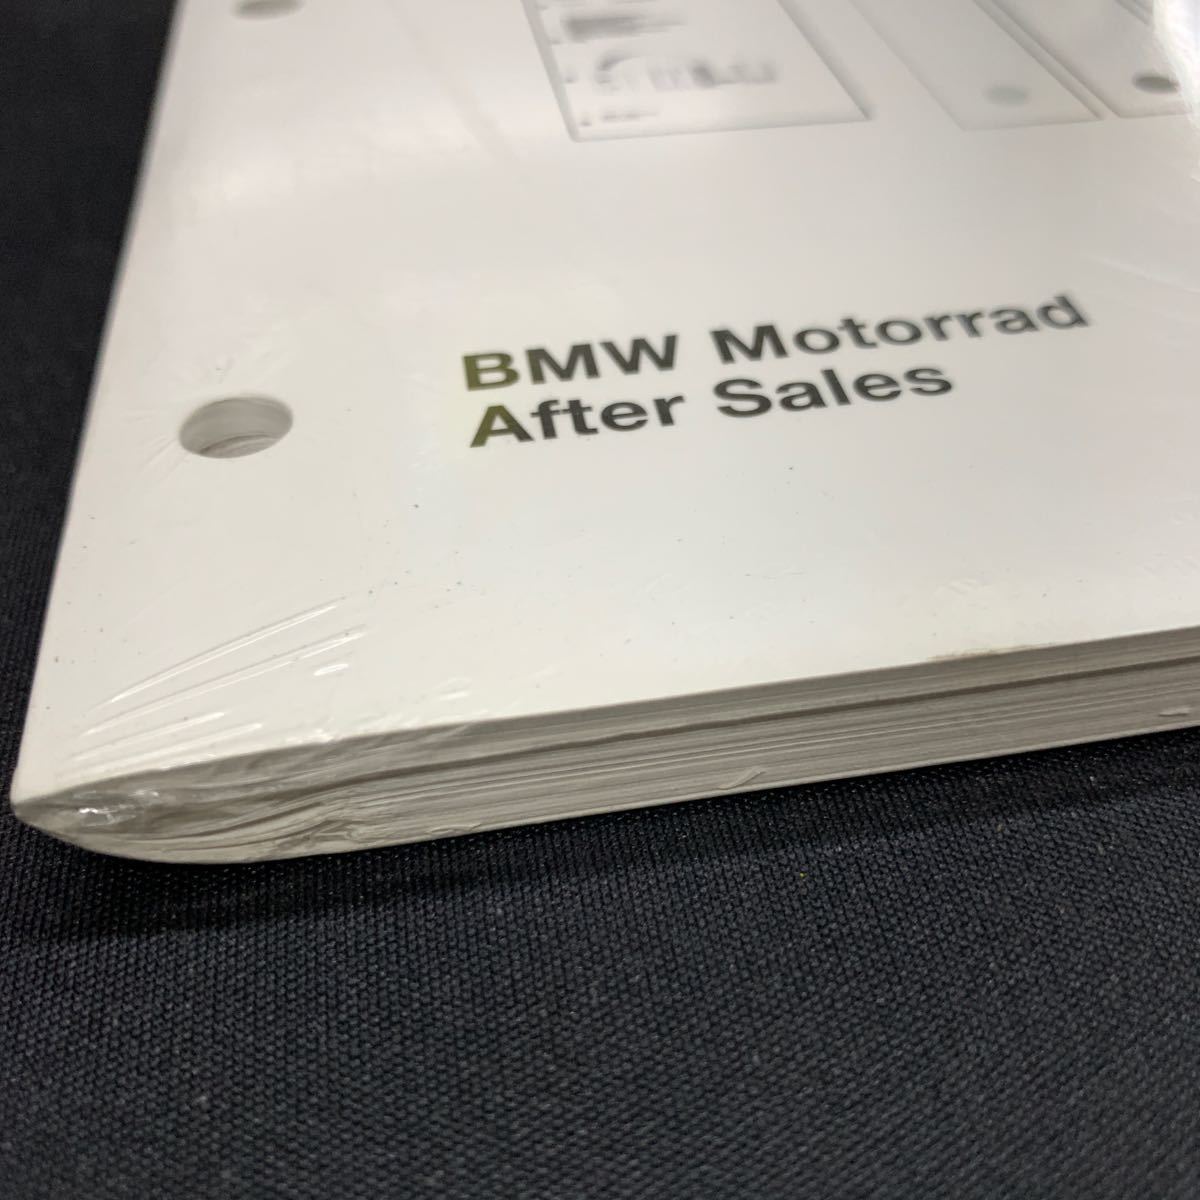 BMW Motorrad
After Sales